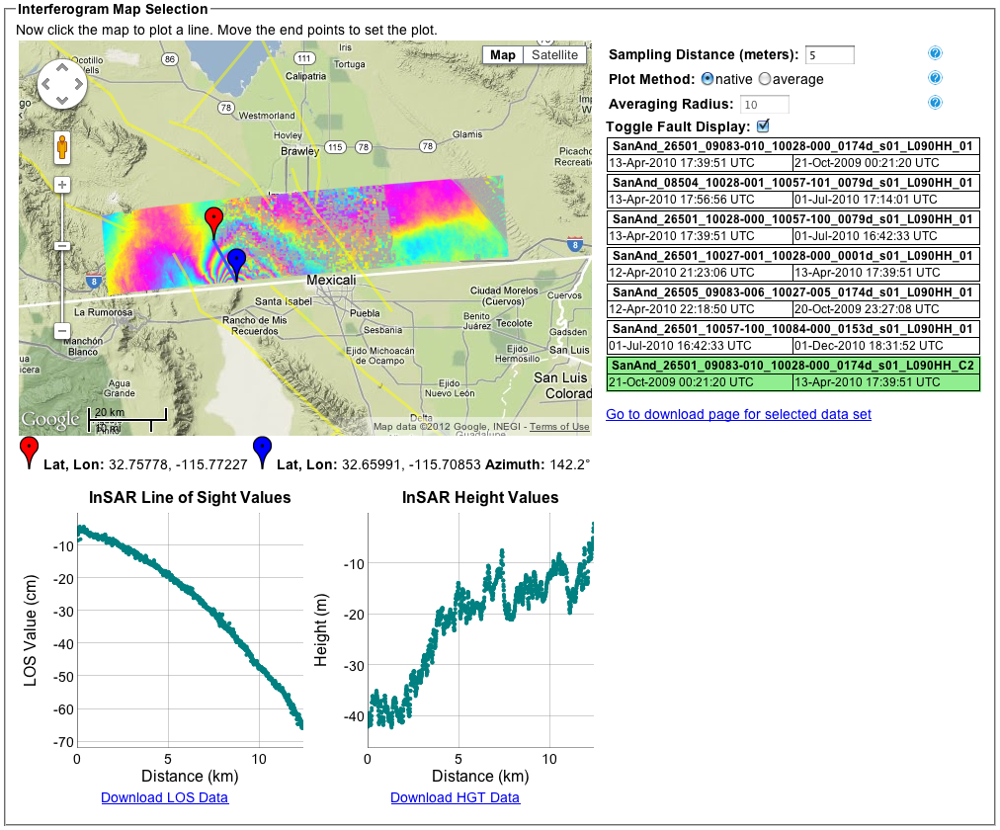 Interferogram Map Selection
Now click the map to plot a line. Move the end points to set the plot.
Ocotillo
Wells
86
111
Iris
Tortuga
Calipatria
Map
Satellite
78
Westmorland
Hovley
Brawley
115
78
78
Glamis
Picacho
Recreatio
8
8
Mexicali
La Rumorosa
Santa Isabel
Ciudad Morelos
(Cuervos)
Cuervos
Rancho de Mis
Recuerdos
Puebla
Sesbania
Benito
Juárez
Tecolote
Gadsden
Manchón
Blanco
Ejido Michoacán
de Ocampo
Ejido
Hermosillo
San Luis
Agua
Grande
Ejido
Nuevo León
San Luis
Colorad
Delta
Guadalupe
20 km
Google
Map data ©2012 Google, INEGI - Terms of Use
Lat, Lon: 32.75778, -115.77227
Lat, Lon: 32.65991, -115.70853 Azimuth: 142.2°
Sampling Distance (meters): 5
Plot Method: native average
Averaging Radius: 10
Toggle Fault Display:
SanAnd_26501_09083-010_10028-000_0174d_s01_L090HH_01
13-Apr-2010 17:39:51 UTC 21-Oct-2009 00:21:20 UTC
SanAnd_08504_10028-001_10057-101_0079d_s01_L090HH_01
13-Apr-2010 17:56:56 UTC 01-Jul-2010 17:14:01 UTC
SanAnd_26501_10028-000_10057-100_0079d_s01_L090HH_01
13-Apr-2010 17:39:51 UTC 01-Jul-2010 16:42:33 UTC
SanAnd_26501_10027-001_10028-000_0001d_s01_L090HH_01
12-Apr-2010 21:23:06 UTC 13-Apr-2010 17:39:51 UTC
SanAnd_26505_09083-006_10027-005_0174d_s01_L090HH_01
12-Apr-2010 22:18:50 UTC 20-Oct-2009 23:27:08 UTC
SanAnd_26501_10057-100_10084-000_0153d_s01_L090HH_01
01-Jul-2010 16:42:33 UTC 01-Dec-2010 18:31:52 UTC
SanAnd_26501_09083-010_10028-000_0174d_s01_L090HH_C2
21-Oct-2009 00:21:20 UTC 13-Apr-2010 17:39:51 UTC
Go to download page for selected data set
InSAR Line of Sight Values
LOS Value (cm)
-10
-20
-30
-40
-50
-60
-70
0 5 10
Distance (km)
Download LOS Data
InSAR Height Values
Height (m)
-10
-20
-30
-40
0 5 10
Distance (km)
Download HGT Data